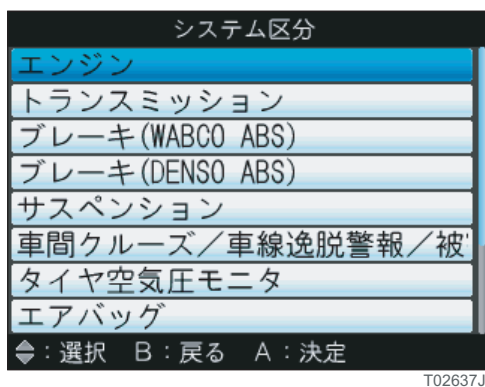 システム区分
エンジン
トランスミッション
ブレーキ(WABCO ABS)
ブレーキ(DENSO ABS)
サスペンション
車間クルーズ／車線逸脱警報／被
タイヤ空気圧モニタ
エアバッグ
：選択 B：戻る A：決定
T02637J